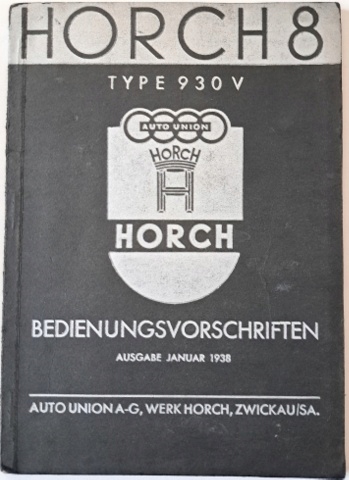 HORCH 8
TYPE 930 V
AUTO UNION
HORCH
H
HORCH
BEDIENUNGSVORSCHRIFTEN
AUSGABE JANUAR 1938
AUTO UNION A-G, WERK HORCH, ZWICKAU/SA.